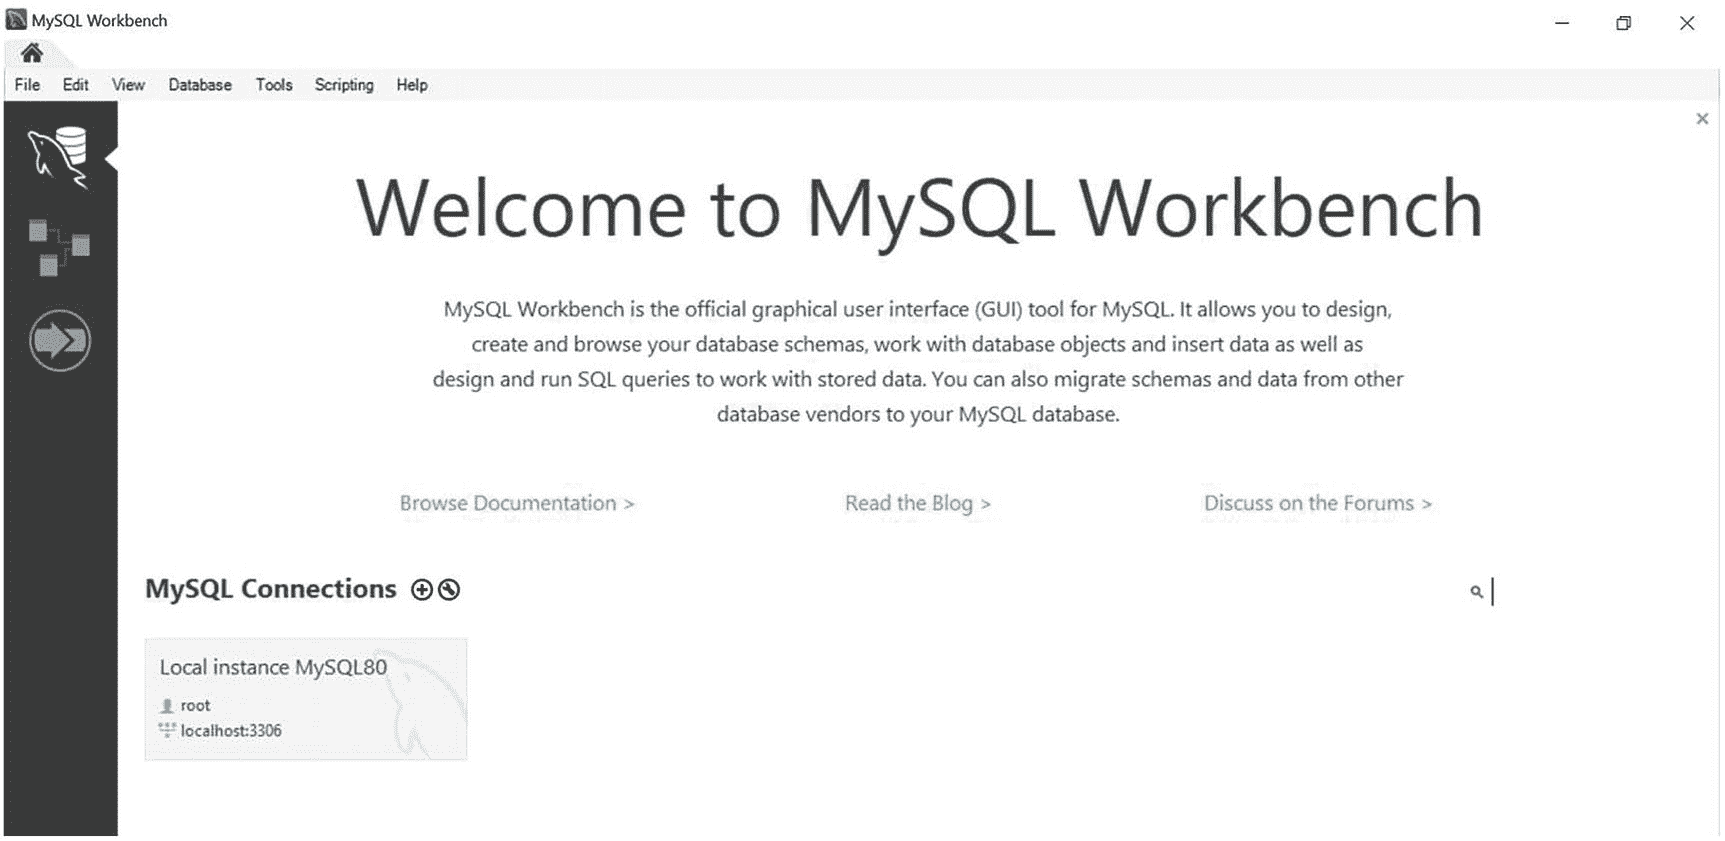 MySQL Workbench
File Edit View Database Tools Scripting Help
Welcome to MySQL Workbench
MySQL Workbench is the official graphical user interface (GUI) tool for MySQL. It allows you to design,
create and browse your database schemas, work with database objects and insert data as well as
design and run SQL queries to work with stored data. You can also migrate schemas and data from other
database vendors to your MySQL database.
Browse Documentation > Read the Blog > Discuss on the Forums >
MySQL Connections
Local instance MySQL80
root
localhost:3306